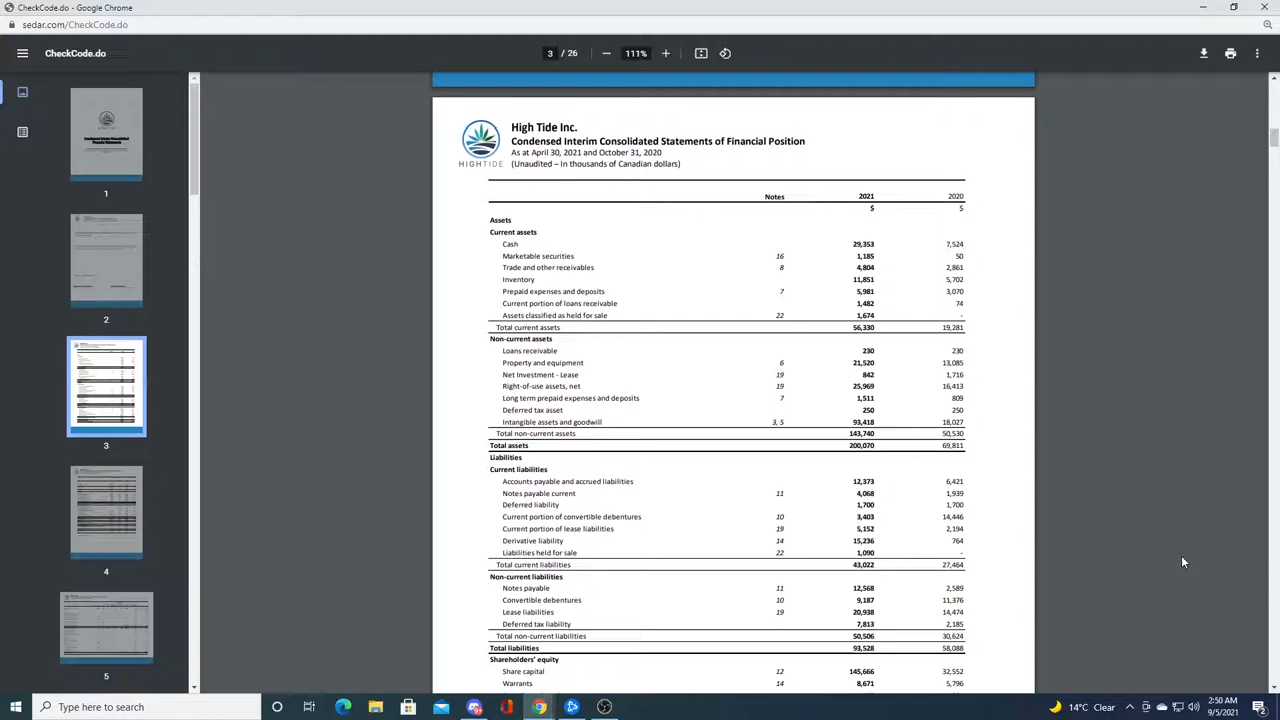 CheckCode.do - Google Chrome
sedar.com/CheckCode.do
CheckCode.do
3 / 26
111%
1
2
3
4
5
HIGHTIDE
High Tide Inc.
Condensed Interim Consolidated Statements of Financial Position
As at April 30, 2021 and October 31, 2020
(Unaudited – In thousands of Canadian dollars)
Notes 2021 2020
$ $
Assets
Current assets
Cash 29,353 7,524
Marketable securities 16 1,185 50
Trade and other receivables 8 4,804 2,861
Inventory 11,851 5,702
Prepaid expenses and deposits 7 5,981 3,070
Current portion of loans receivable 1,482 74
Assets classified as held for sale 22 1,674 -
Total current assets 56,330 19,281
Non-current assets
Loans receivable 230 230
Property and equipment 6 21,520 13,085
Net Investment - Lease 19 842 1,716
Right-of-use assets, net 19 25,969 16,413
Long term prepaid expenses and deposits 7 1,511 809
Deferred tax asset 250 250
Intangible assets and goodwill 3, 5 93,418 18,027
Total non-current assets 143,740 50,530
Total assets 200,070 69,811
Liabilities
Current liabilities
Accounts payable and accrued liabilities 12,373 6,421
Notes payable current 11 4,068 1,939
Deferred liability 1,700 1,700
Current portion of convertible debentures 10 3,403 14,446
Current portion of lease liabilities 19 5,152 2,194
Derivative liability 14 15,236 764
Liabilities held for sale 22 1,090 -
Total current liabilities 43,022 27,464
Non-current liabilities
Notes payable 11 12,568 2,589
Convertible debentures 10 9,187 11,376
Lease liabilities 19 20,938 14,474
Deferred tax liability 7,813 2,185
Total non-current liabilities 50,506 30,624
Total liabilities 93,528 58,088
Shareholders' equity
Share capital 12 145,666 32,552
Warrants 14 8,671 5,796
Type here to search
14°C Clear
2:50 AM
9/5/2021
2